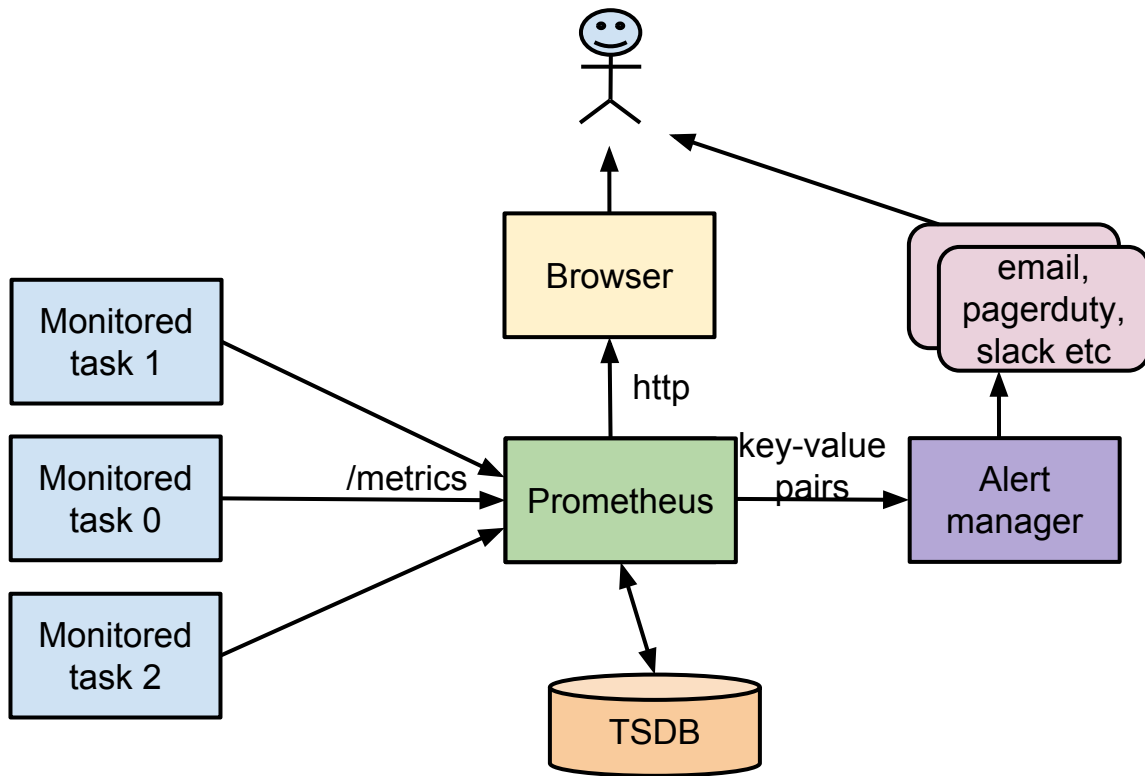 Browser
email,
pagerduty,
slack etc
Monitored
task 1
http
Monitored
task 0
/metrics
Prometheus
key-value
pairs
Alert
manager
Monitored
task 2
TSDB